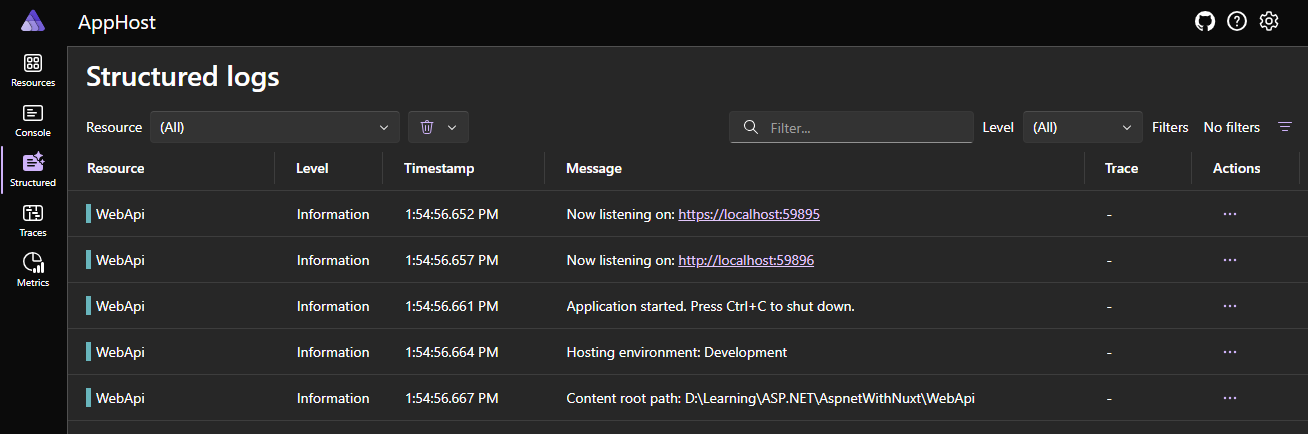 AppHost
Resources
Console
Structured
Traces
Metrics
Structured logs
Resource (All) Filter... Level (All) Filters No filters
Resource Level Timestamp Message Trace Actions
WebApi Information 1:54:56.652 PM Now listening on: https://localhost:59895 - ...
WebApi Information 1:54:56.657 PM Now listening on: http://localhost:59896 - ...
WebApi Information 1:54:56.661 PM Application started. Press Ctrl+C to shut down. - ...
WebApi Information 1:54:56.664 PM Hosting environment: Development - ...
WebApi Information 1:54:56.667 PM Content root path: D:\Learning\ASP.NET\AspnetWithNuxt\WebApi - ...